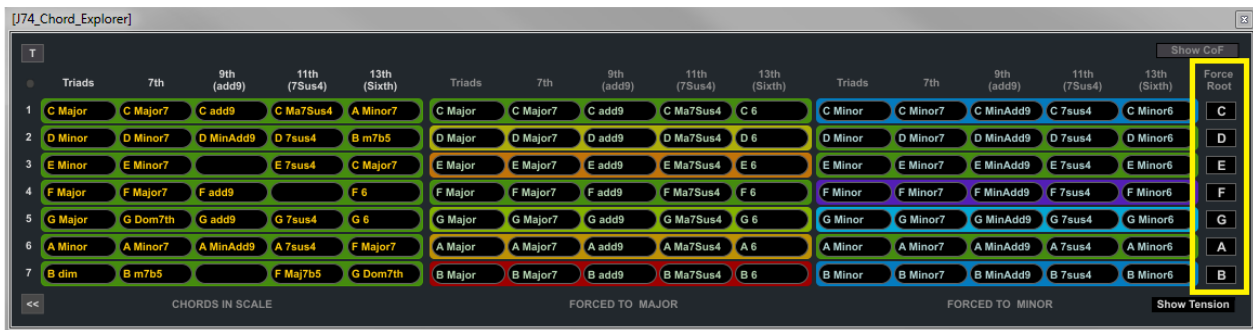 [J74_Chord_Explorer]
T Show CoF
Triads 7th 9th (add9) 11th (7Sus4) 13th (Sixth) Triads 7th 9th (add9) 11th (7Sus4) 13th (Sixth) Triads 7th 9th (add9) 11th (7Sus4) 13th (Sixth) Force Root
1 C Major C Major7 C add9 C Ma7Sus4 A Minor7 C Major C Major7 C add9 C Ma7Sus4 C 6 C Minor C Minor7 C MinAdd9 C 7sus4 C Minor6 C
2 D Minor D Minor7 D MinAdd9 D 7sus4 B m7b5 D Major D Major7 D add9 D Ma7Sus4 D 6 D Minor D Minor7 D MinAdd9 D 7sus4 D Minor6 D
3 E Minor E Minor7 E 7sus4 C Major7 E Major E Major7 E add9 E Ma7Sus4 E 6 E Minor E Minor7 E MinAdd9 E 7sus4 E Minor6 E
4 F Major F Major7 F add9 F 6 F Major F Major7 F add9 F Ma7Sus4 F 6 F Minor F Minor7 F MinAdd9 F 7sus4 F Minor6 F
5 G Major G Dom7th G add9 G 7sus4 G 6 G Major G Major7 G add9 G Ma7Sus4 G 6 G Minor G Minor7 G MinAdd9 G 7sus4 G Minor6 G
6 A Minor A Minor7 A MinAdd9 A 7sus4 F Major7 A Major A Major7 A add9 A Ma7Sus4 A 6 A Minor A Minor7 A MinAdd9 A 7sus4 A Minor6 A
7 B dim B m7b5 F Maj7b5 G Dom7th B Major B Major7 B add9 B Ma7Sus4 B 6 B Minor B Minor7 B MinAdd9 B 7sus4 B Minor6 B
<< CHORDS IN SCALE FORCED TO MAJOR FORCED TO MINOR Show Tension